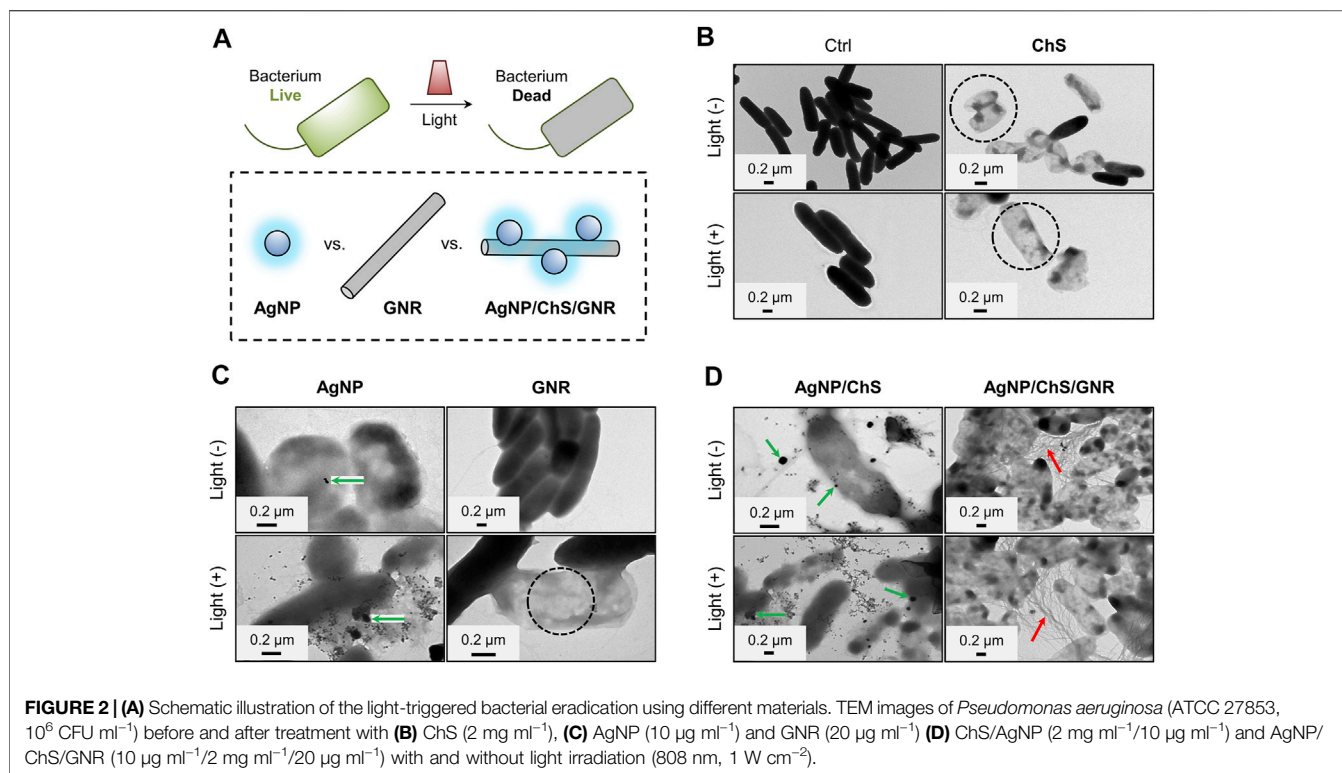 A
Bacterium
Live
Light
Bacterium
Dead
vs.
vs.
AgNP
GNR
AgNP/ChS/GNR
B
Ctrl
ChS
Light (-)
0.2 µm
0.2 µm
Light (+)
0.2 µm
0.2 µm
C
AgNP
GNR
Light (-)
0.2 µm
0.2 µm
Light (+)
0.2 µm
0.2 µm
D
AgNP/ChS
AgNP/ChS/GNR
Light (-)
0.2 µm
0.2 µm
Light (+)
0.2 µm
0.2 µm
FIGURE 2 | (A) Schematic illustration of the light-triggered bacterial eradication using different materials. TEM images of Pseudomonas aeruginosa (ATCC 27853,
10⁶ CFU ml⁻¹) before and after treatment with (B) ChS (2 mg ml⁻¹), (C) AgNP (10 µg ml⁻¹) and GNR (20 µg ml⁻¹) (D) ChS/AgNP (2 mg ml⁻¹/10 µg ml⁻¹) and AgNP/
ChS/GNR (10 µg ml⁻¹/2 mg ml⁻¹/20 µg ml⁻¹) with and without light irradiation (808 nm, 1 W cm⁻²).